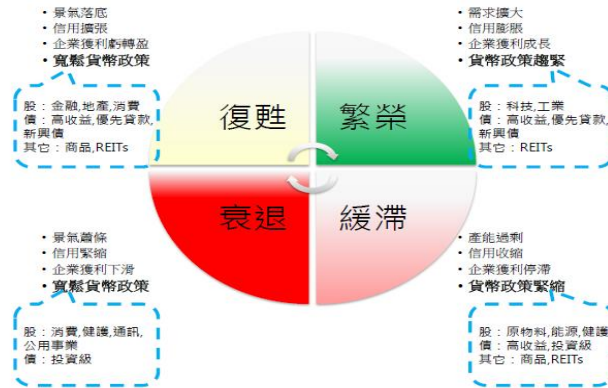 • 景氣落底
• 信用擴張
• 企業獲利虧轉盈
• 寬鬆貨幣政策
股：金融,地產,消費
債：高收益,優先貸款,
新興債
其它：商品,REITs
• 需求擴大
• 信用膨脹
• 企業獲利成長
• 貨幣政策趨緊
股：科技,工業
債：高收益,優先貸款,
新興債
其它：REITs
復甦
繁榮
衰退
緩滯
• 景氣蕭條
• 信用緊縮
• 企業獲利下滑
• 寬鬆貨幣政策
股：消費,健護,通訊,
公用事業
債：投資級
• 產能過剩
• 信用收縮
• 企業獲利停滯
• 貨幣政策緊縮
股：原物料,能源,健護
債：高收益,投資級
其它：商品,REITs